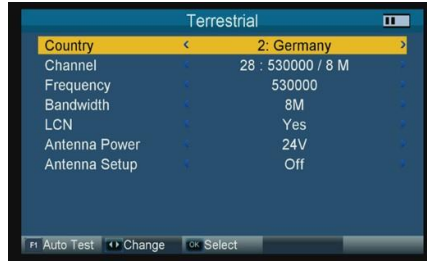 Terrestrial
Country 2: Germany
Channel 28 : 530000 / 8 M
Frequency 530000
Bandwidth 8M
LCN Yes
Antenna Power 24V
Antenna Setup Off
F1 Auto Test Change OK Select